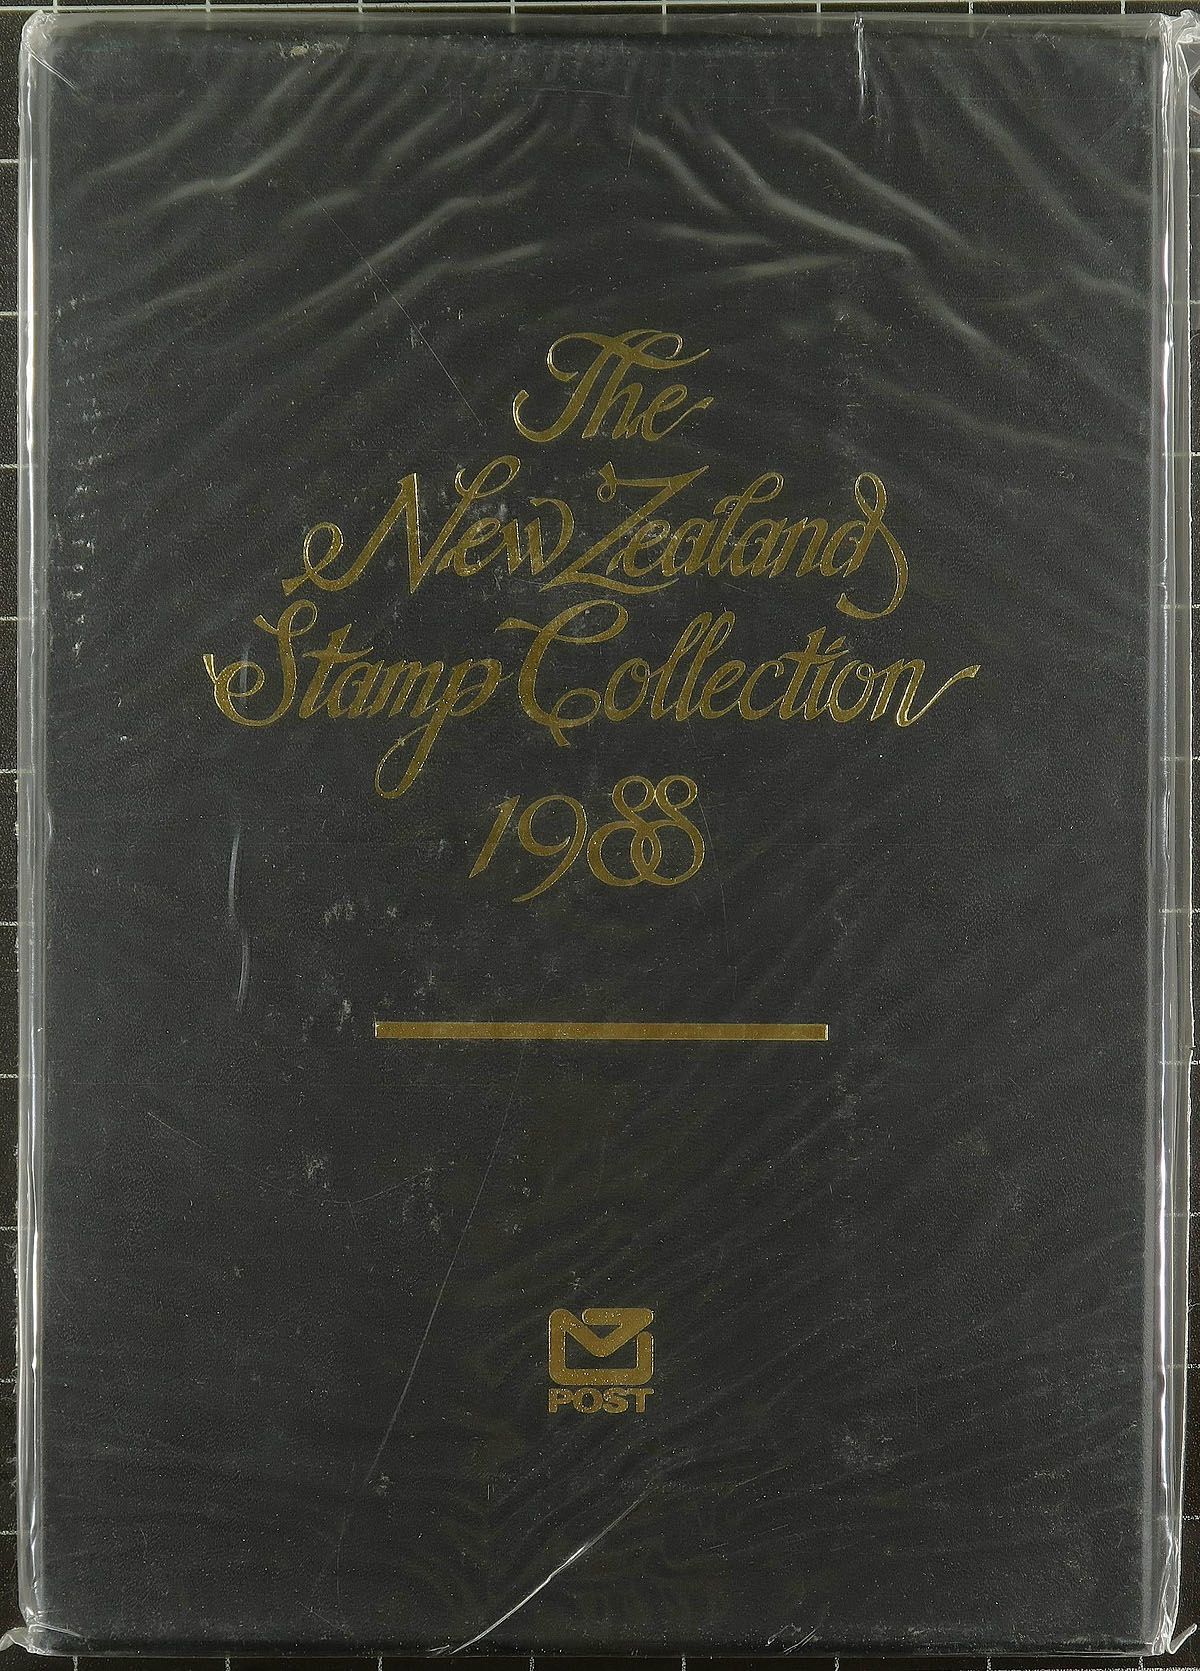 The
New Zealand
Stamp Collection
1988
POST